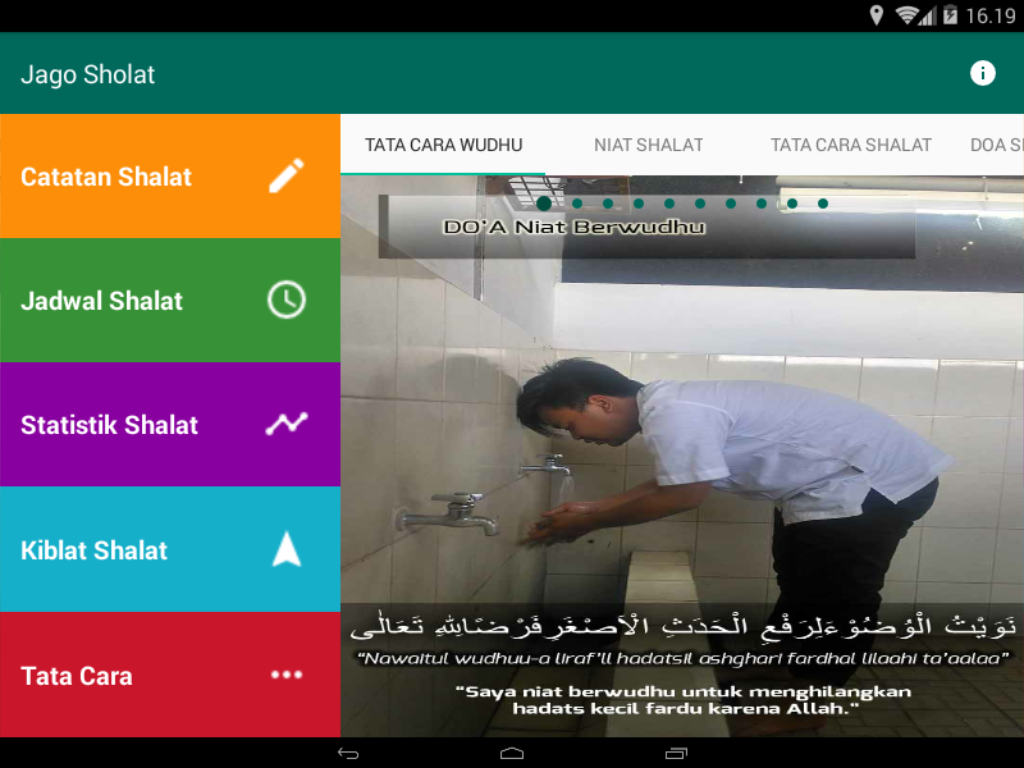 16.19
Jago Sholat
Catatan Shalat
Jadwal Shalat
Statistik Shalat
Kiblat Shalat
Tata Cara
TATA CARA WUDHU NIAT SHALAT TATA CARA SHALAT DOA S
DO'A Niat Berwudhu
نَوَيْتُ الْوُضُوْءَلِرَفْعِ الْحَدَثِ الْاَصْغَرِفَرْضًالِلهِ تَعَالٰى
“Nawaitul wudhuu-a liraf'll hadatsil ashghari fardhal lilaahi ta'aalaa”
“Saya niat berwudhu untuk menghilangkan
hadats kecil fardu karena Allah.”